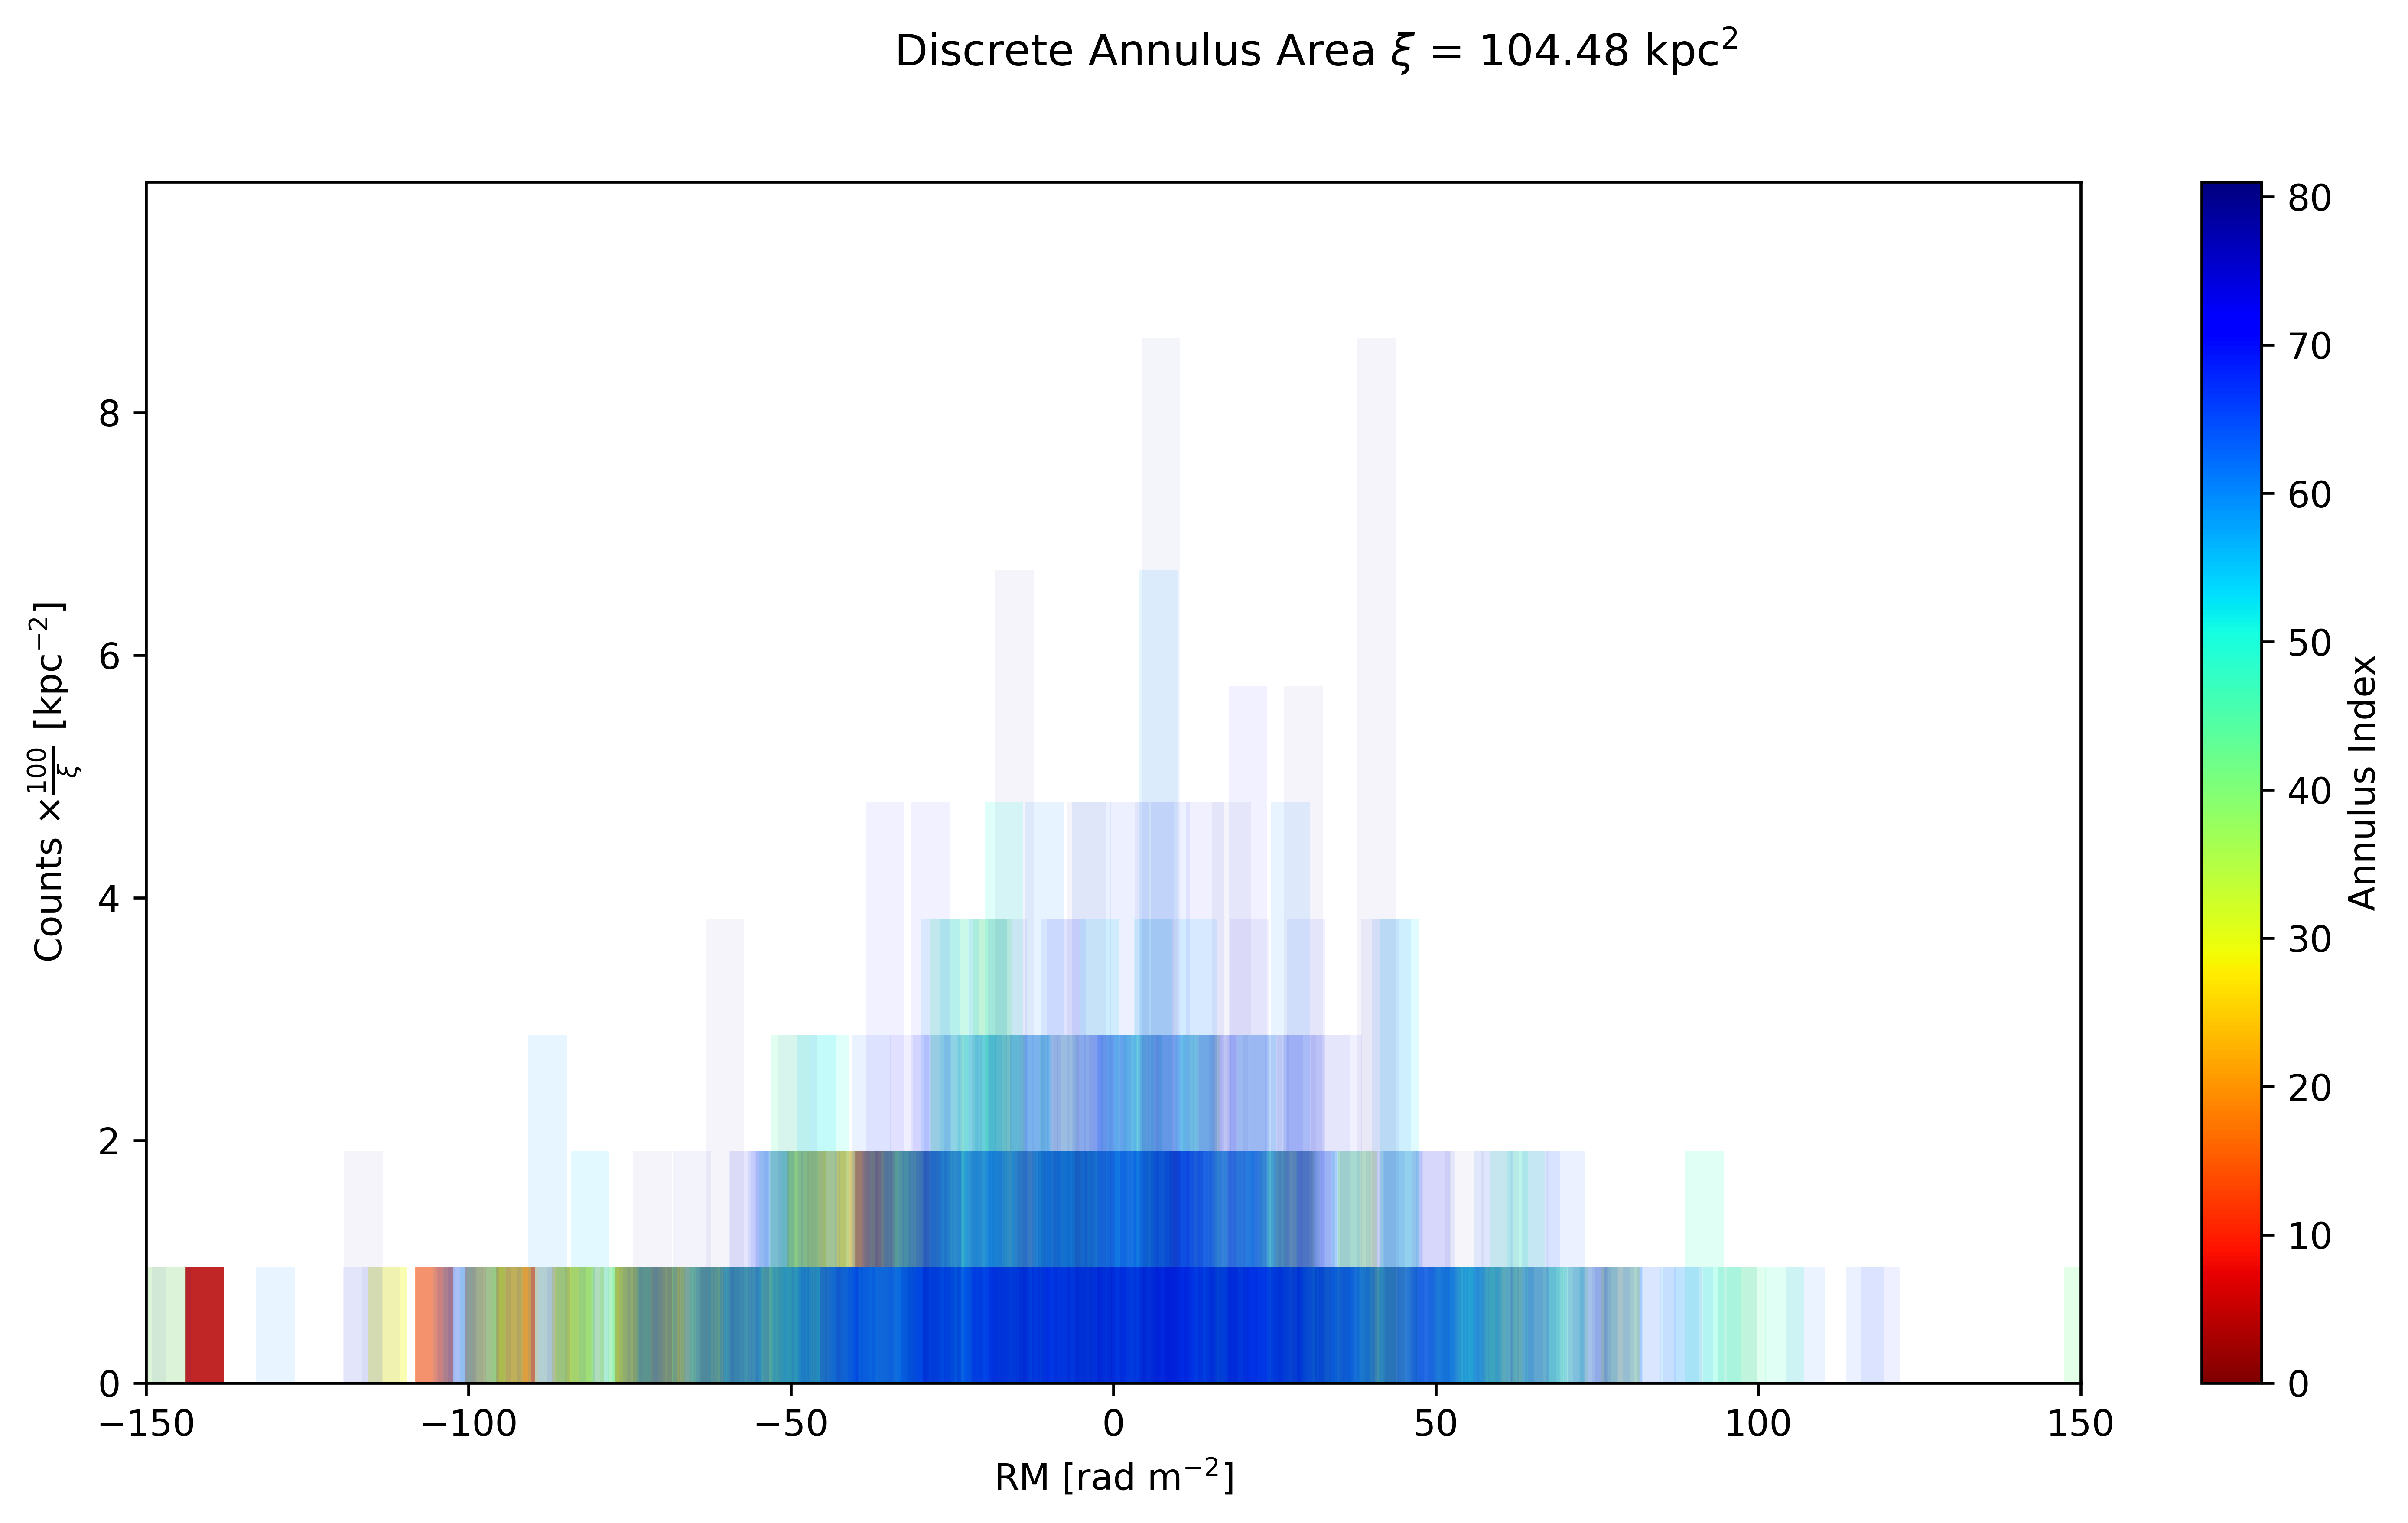 Discrete Annulus Area ξ = 104.48 kpc²
Counts ×100/ξ [kpc⁻²]
8
6
4
2
0
−150 −100 −50 0 50 100 150
RM [rad m⁻²]
80
70
60
50
40
30
20
10
0
Annulus Index